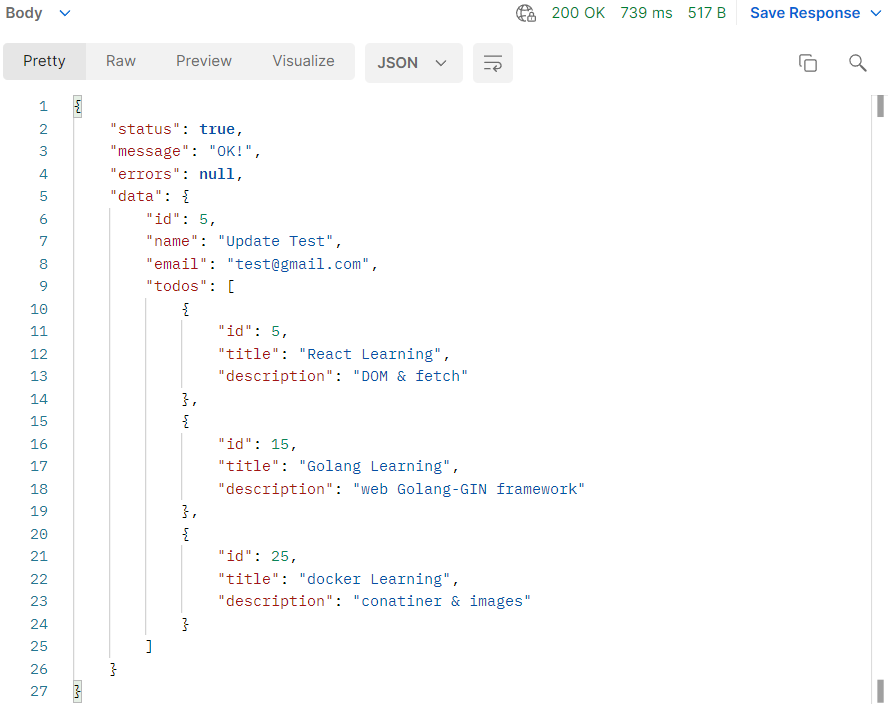 Body 200 OK 739 ms 517 B Save Response
Pretty Raw Preview Visualize JSON
1 {
2 "status": true,
3 "message": "OK!",
4 "errors": null,
5 "data": {
6 "id": 5,
7 "name": "Update Test",
8 "email": "test@gmail.com",
9 "todos": [
10 {
11 "id": 5,
12 "title": "React Learning",
13 "description": "DOM & fetch"
14 },
15 {
16 "id": 15,
17 "title": "Golang Learning",
18 "description": "web Golang-GIN framework"
19 },
20 {
21 "id": 25,
22 "title": "docker Learning",
23 "description": "conatiner & images"
24 }
25 ]
26 }
27 }